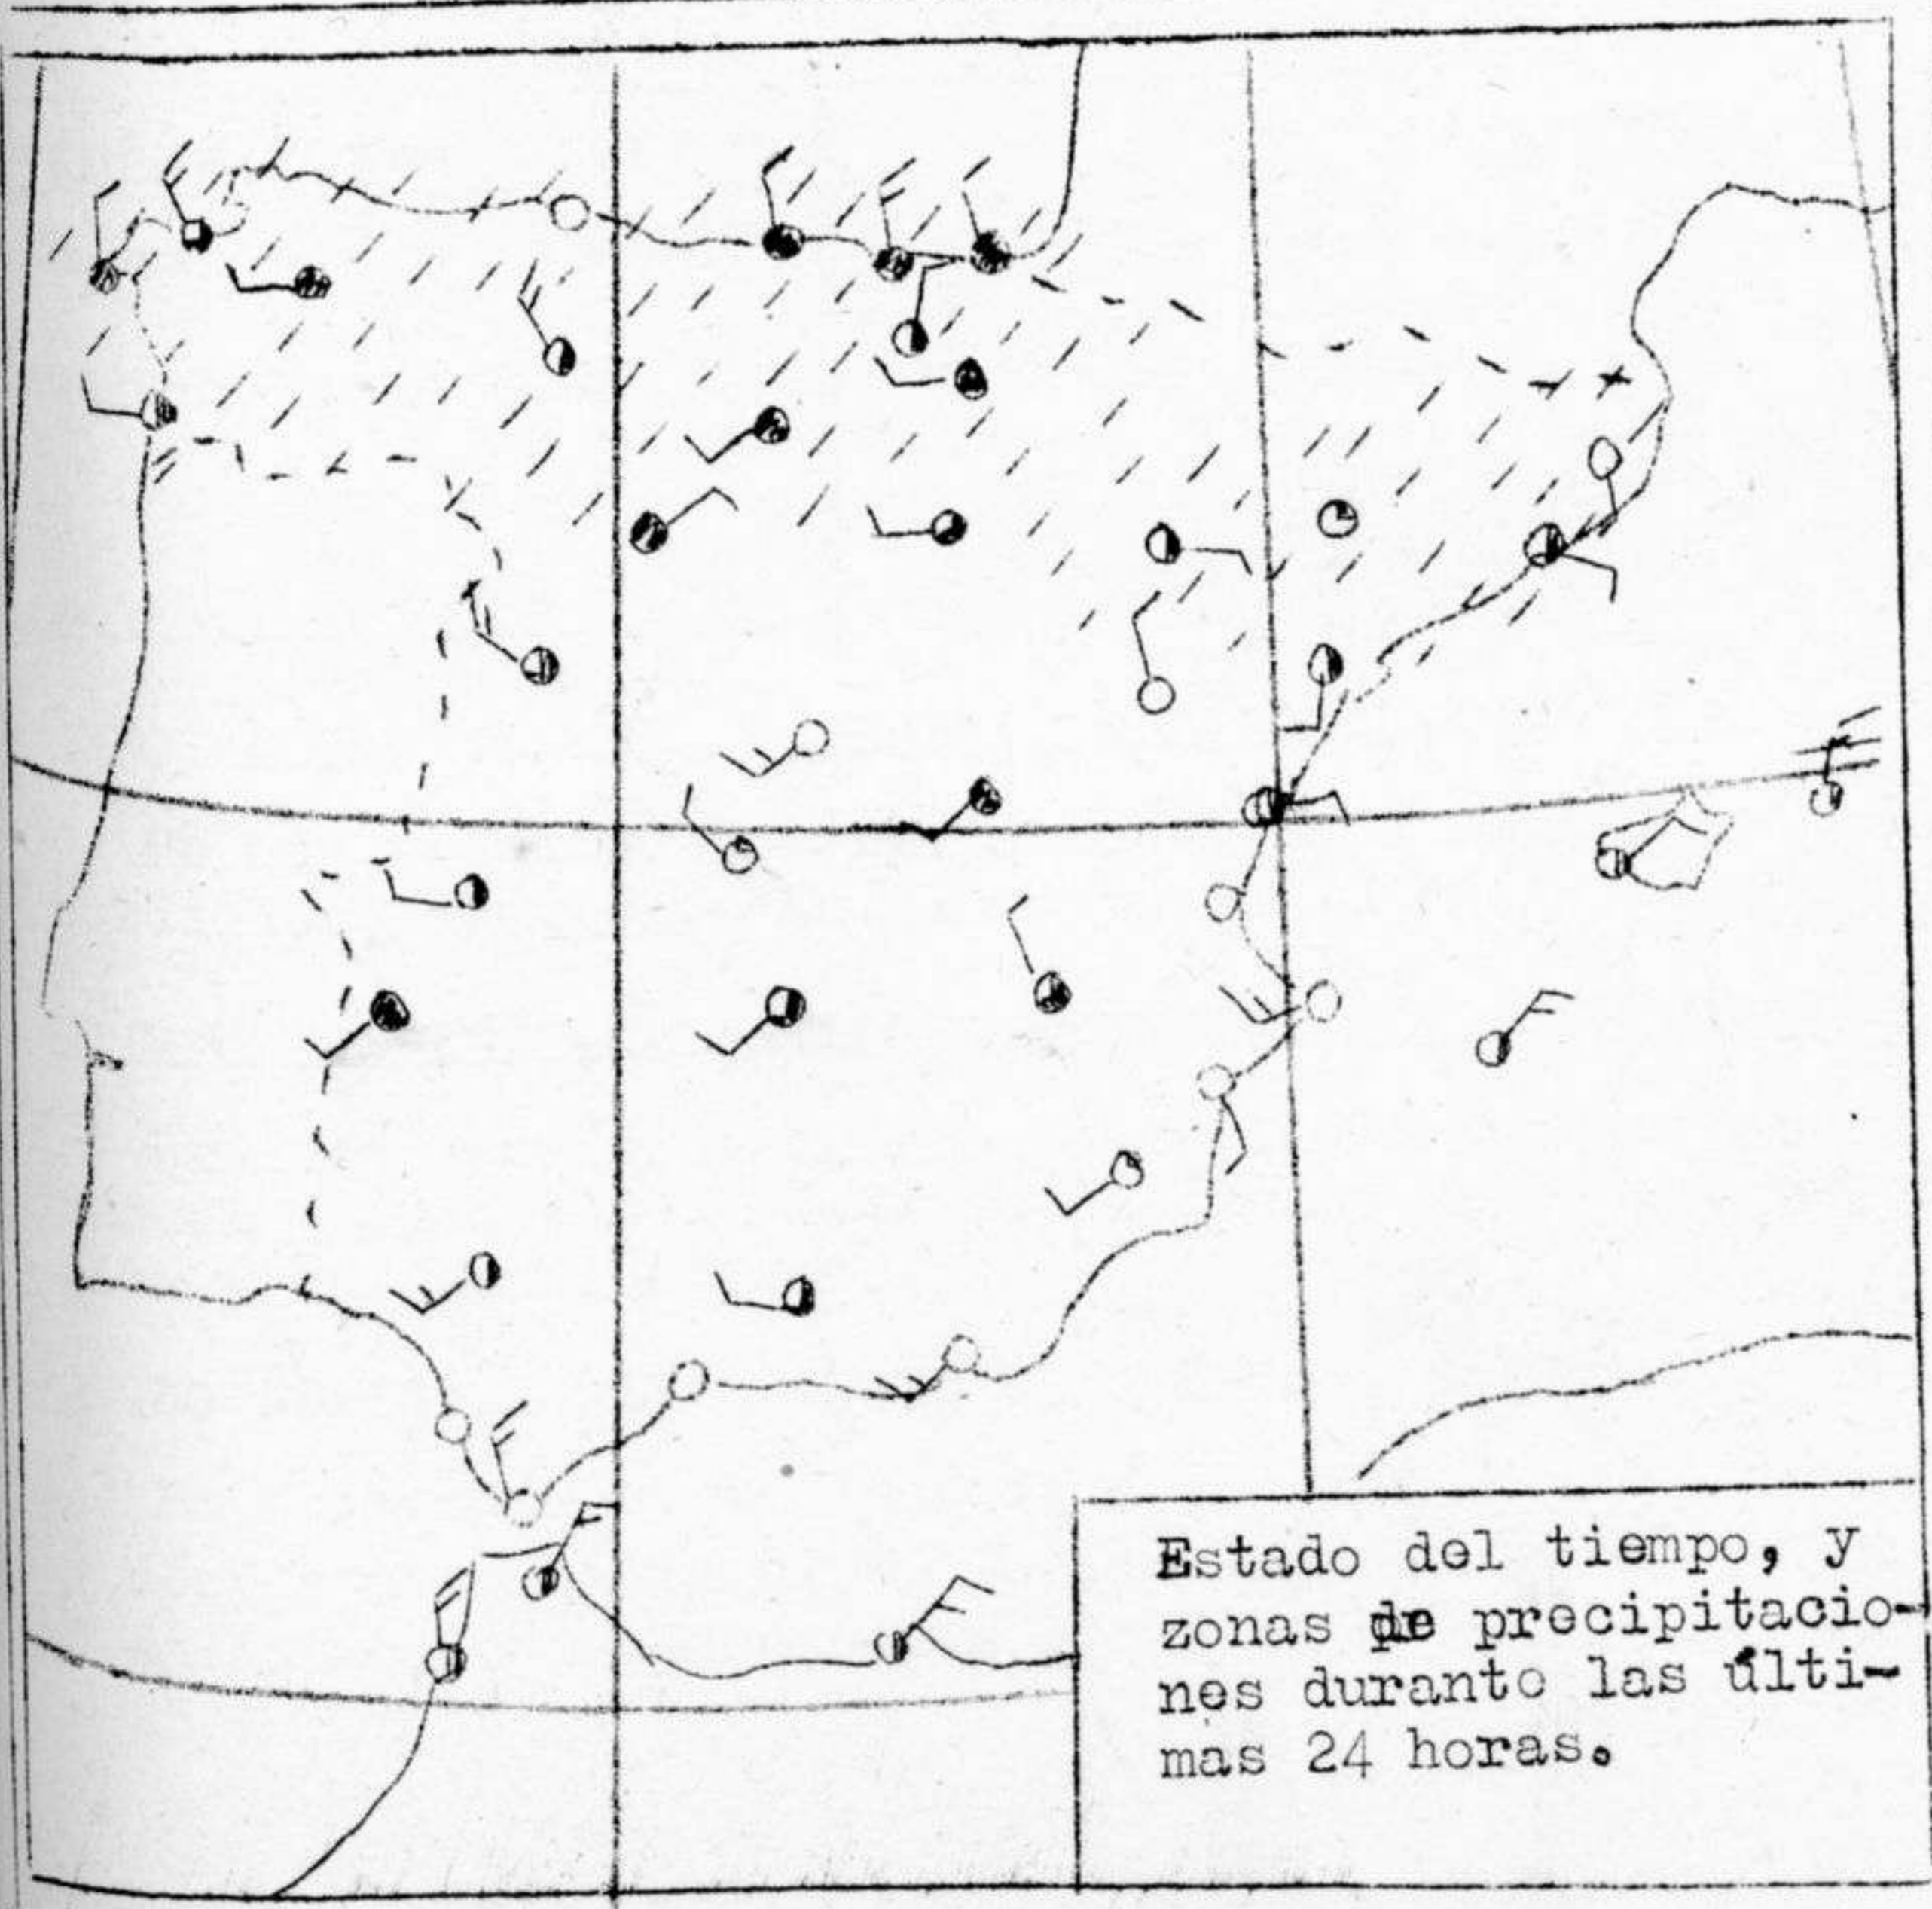 Estado del tiempo, y
zonas de precipitacio-
nes durante las últi-
mas 24 horas.